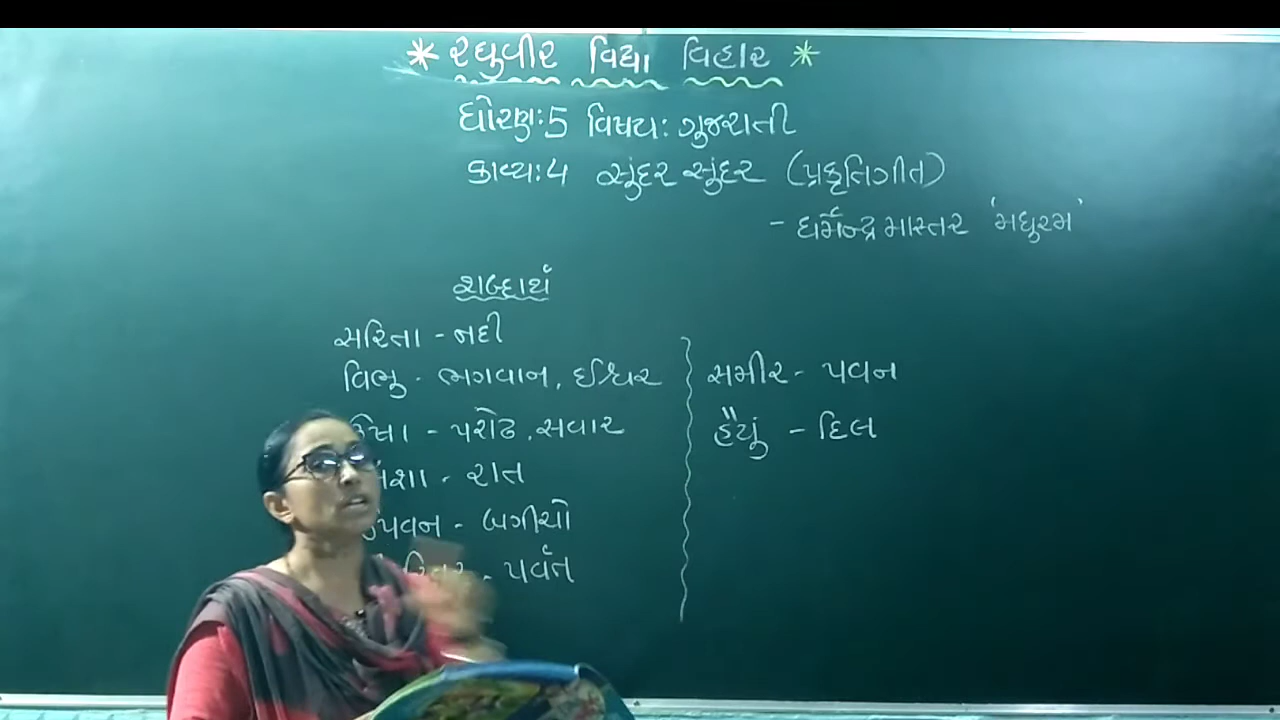 * રઘુવીર વિદ્યા વિહાર *
ધોરણ: 5 વિષય: ગુજરાતી
કાવ્ય: 4 સુંદર સુંદર (પ્રકૃતિગીત)
- ધર્મેન્દ્ર માસ્તર 'મધુરમ'
શબ્દાર્થ
સરિતા - નદી
વિભુ - ભગવાન, ઈશ્વર
- પરોઢ, સવાર
- રાત
ઉપવન - બગીચો
- પર્વત
સમીર - પવન
હૈયું - દિલ